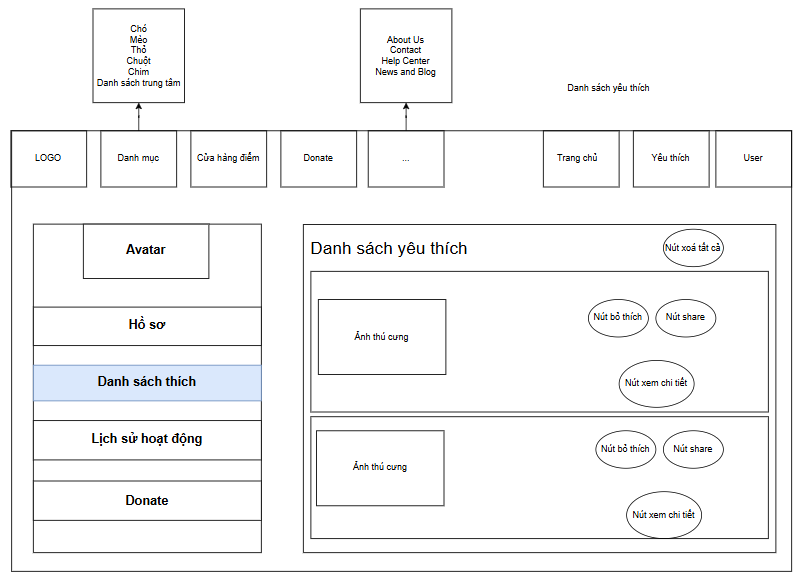 Chó
Mèo
Thỏ
Chuột
Chim
Danh sách trung tâm
About Us
Contact
Help Center
News and Blog
Danh sách yêu thích
LOGO
Danh mục
Cửa hàng điểm
Donate
...
Trang chủ
Yêu thích
User
Avatar
Hồ sơ
Danh sách thích
Lịch sử hoạt động
Donate
Danh sách yêu thích
Nút xoá tất cả
Ảnh thú cưng
Nút bỏ thích
Nút share
Nút xem chi tiết
Ảnh thú cưng
Nút bỏ thích
Nút share
Nút xem chi tiết